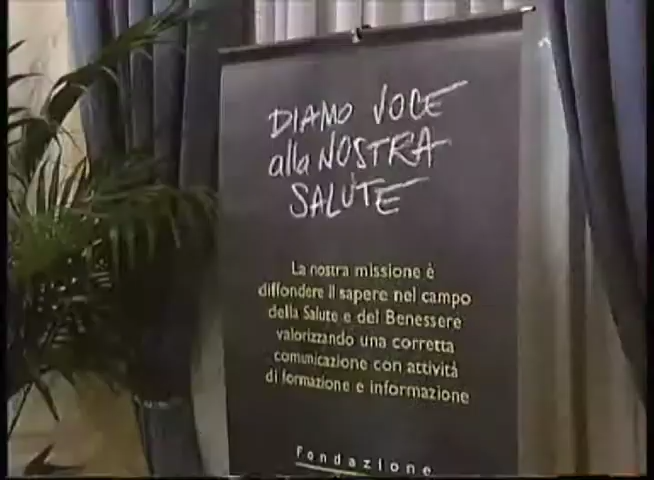 DIAMO VOCE
alla NOSTRA
SALUTE
La nostra missione è
diffondere il sapere nel campo
della Salute e del Benessere
valorizzando una corretta
comunicazione con attività
di formazione e informazione
Fondazione